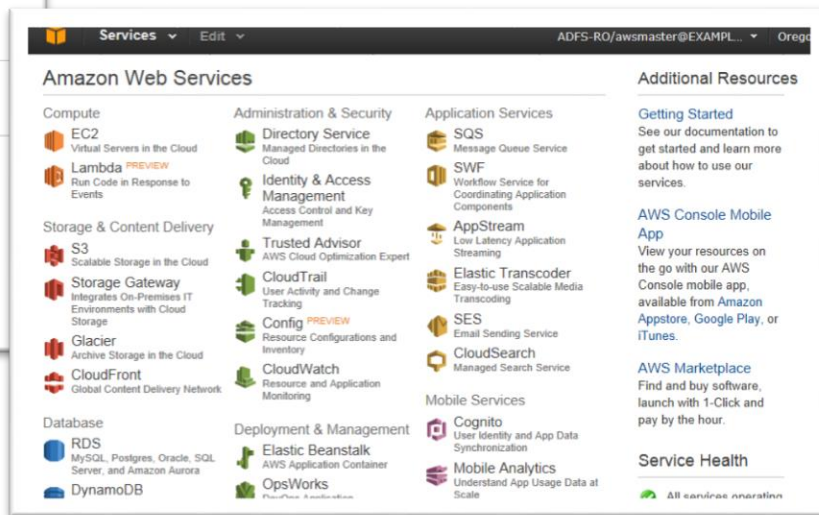 Services Edit ADFS-RO/awsmaster@EXAMPL... Orego
Amazon Web Services
Compute
EC2
Virtual Servers in the Cloud
Lambda PREVIEW
Run Code in Response to
Events
Storage & Content Delivery
S3
Scalable Storage in the Cloud
Storage Gateway
Integrates On-Premises IT
Environments with Cloud
Storage
Glacier
Archive Storage in the Cloud
CloudFront
Global Content Delivery Network
Database
RDS
MySQL, Postgres, Oracle, SQL
Server, and Amazon Aurora
DynamoDB
Administration & Security
Directory Service
Managed Directories in the
Cloud
Identity & Access
Management
Access Control and Key
Management
Trusted Advisor
AWS Cloud Optimization Expert
CloudTrail
User Activity and Change
Tracking
Config PREVIEW
Resource Configurations and
Inventory
CloudWatch
Resource and Application
Monitoring
Deployment & Management
Elastic Beanstalk
AWS Application Container
OpsWorks
DevOps Application
Application Services
SQS
Message Queue Service
SWF
Workflow Service for
Coordinating Application
Components
AppStream
Low Latency Application
Streaming
Elastic Transcoder
Easy-to-use Scalable Media
Transcoding
SES
Email Sending Service
CloudSearch
Managed Search Service
Mobile Services
Cognito
User Identity and App Data
Synchronization
Mobile Analytics
Understand App Usage Data at
Scale
Additional Resources
Getting Started
See our documentation to
get started and learn more
about how to use our
services.
AWS Console Mobile
App
View your resources on
the go with our AWS
Console mobile app,
available from Amazon
Appstore, Google Play, or
iTunes.
AWS Marketplace
Find and buy software,
launch with 1-Click and
pay by the hour.
Service Health
All services operating